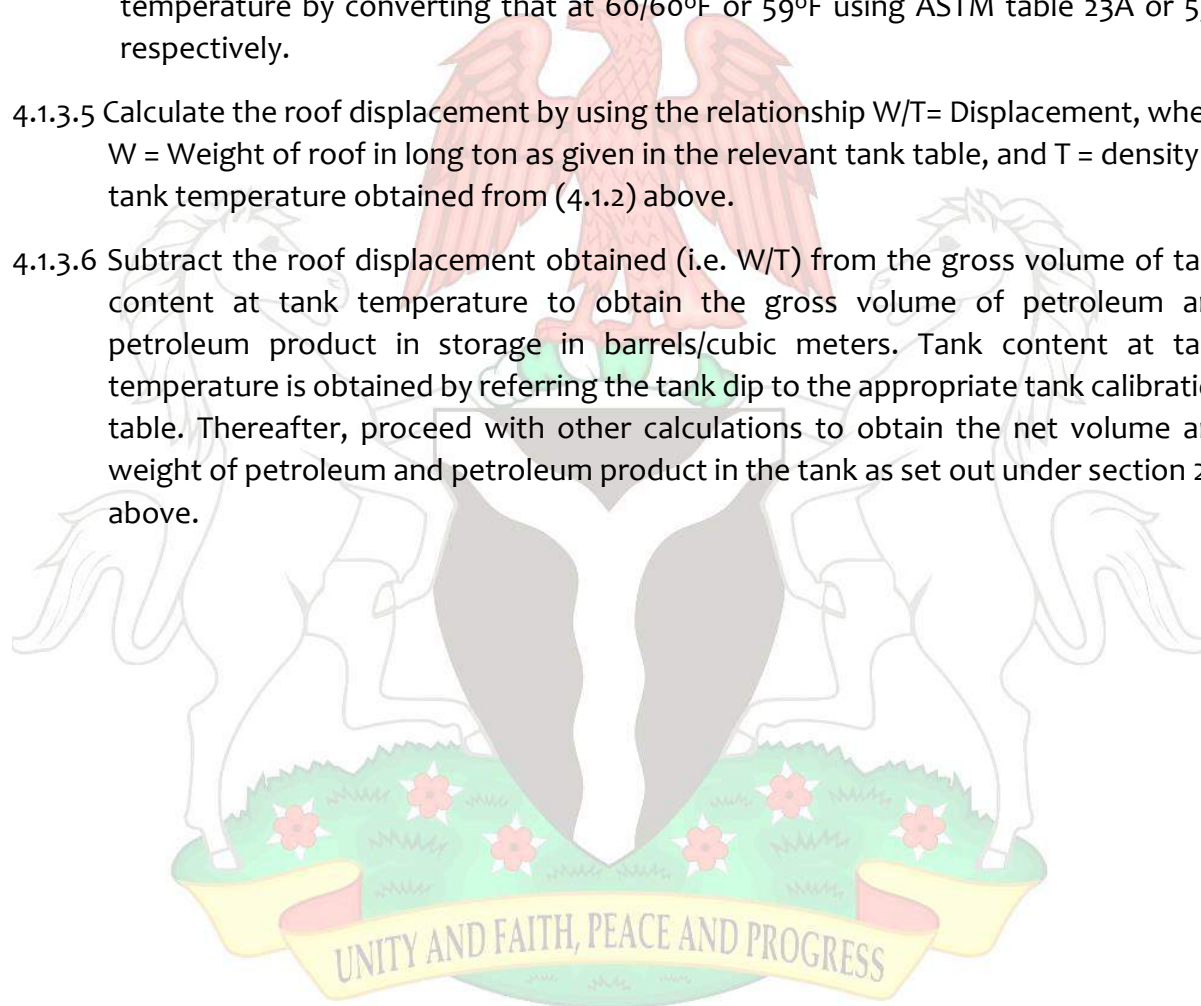 temperature by converting that at 60/60ºF or 59ºF using ASTM table 23A or
respectively.
4.1.3.5 Calculate the roof displacement by using the relationship W/T= Displacement,
W = Weight of roof in long ton as given in the relevant tank table, and T = density
tank temperature obtained from (4.1.2) above.
4.1.3.6 Subtract the roof displacement obtained (i.e. W/T) from the gross volume of
content at tank temperature to obtain the gross volume of petroleum
petroleum product in storage in barrels/cubic meters. Tank content at
temperature is obtained by referring the tank dip to the appropriate tank
table. Thereafter, proceed with other calculations to obtain the net volume
weight of petroleum and petroleum product in the tank as set out under section
above.
UNITY AND FAITH, PEACE AND PROGRESS